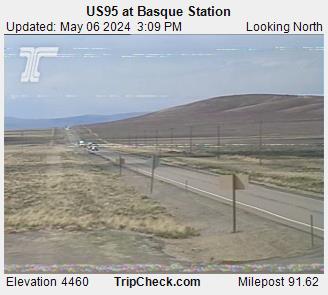 US95 at Basque Station
Updated: May 06 2024 3:09 PM Looking North
Elevation 4460 TripCheck.com Milepost 91.62